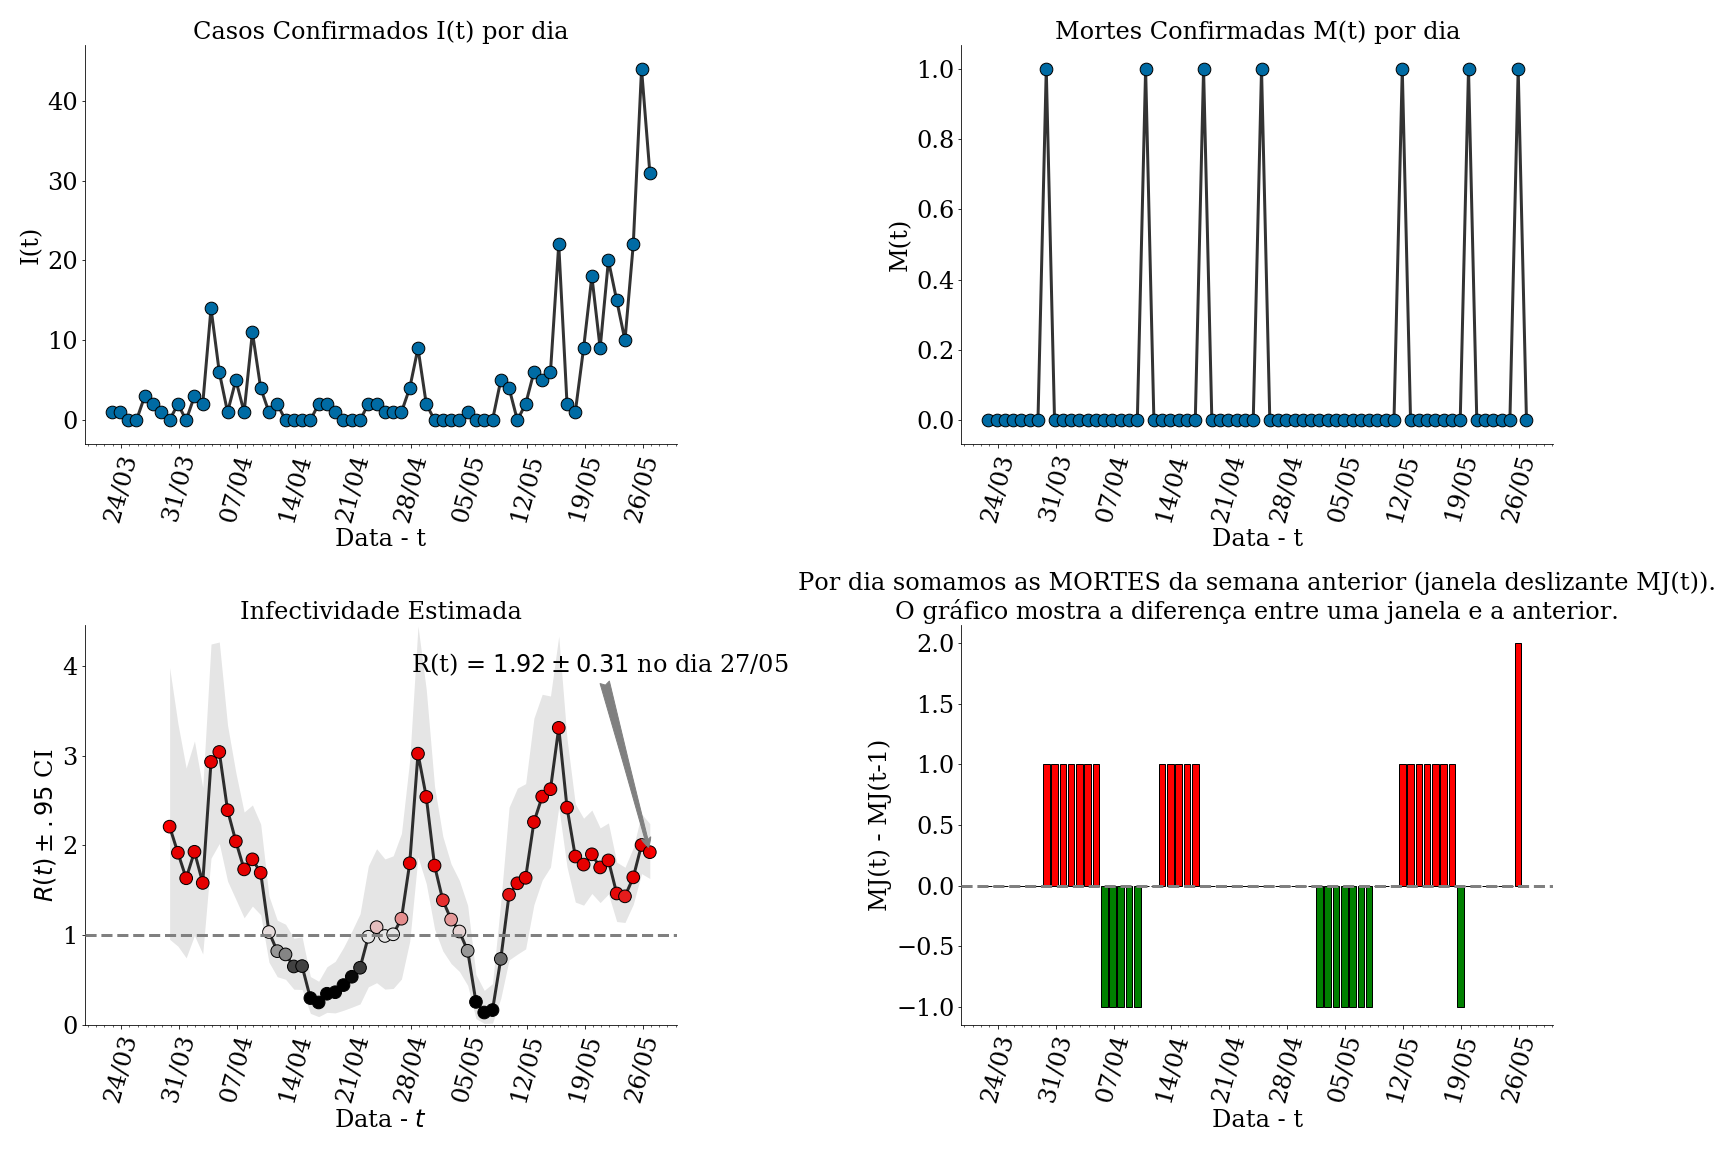 Casos Confirmados I(t) por dia
I(t)
40
30
20
10
0
24/03 31/03 07/04 14/04 21/04 28/04 05/05 12/05 19/05 26/05
Data - t
Mortes Confirmadas M(t) por dia
M(t)
1.0
0.8
0.6
0.4
0.2
0.0
24/03 31/03 07/04 14/04 21/04 28/04 05/05 12/05 19/05 26/05
Data - t
Infectividade Estimada
R(t) = 1.92 ± 0.31 no dia 27/05
R(t) ± .95 CI
4
3
2
1
0
24/03 31/03 07/04 14/04 21/04 28/04 05/05 12/05 19/05 26/05
Data - t
Por dia somamos as MORTES da semana anterior (janela deslizante MJ(t)).
O gráfico mostra a diferença entre uma janela e a anterior.
MJ(t) - MJ(t-1)
2.0
1.5
1.0
0.5
0.0
−0.5
−1.0
24/03 31/03 07/04 14/04 21/04 28/04 05/05 12/05 19/05 26/05
Data - t